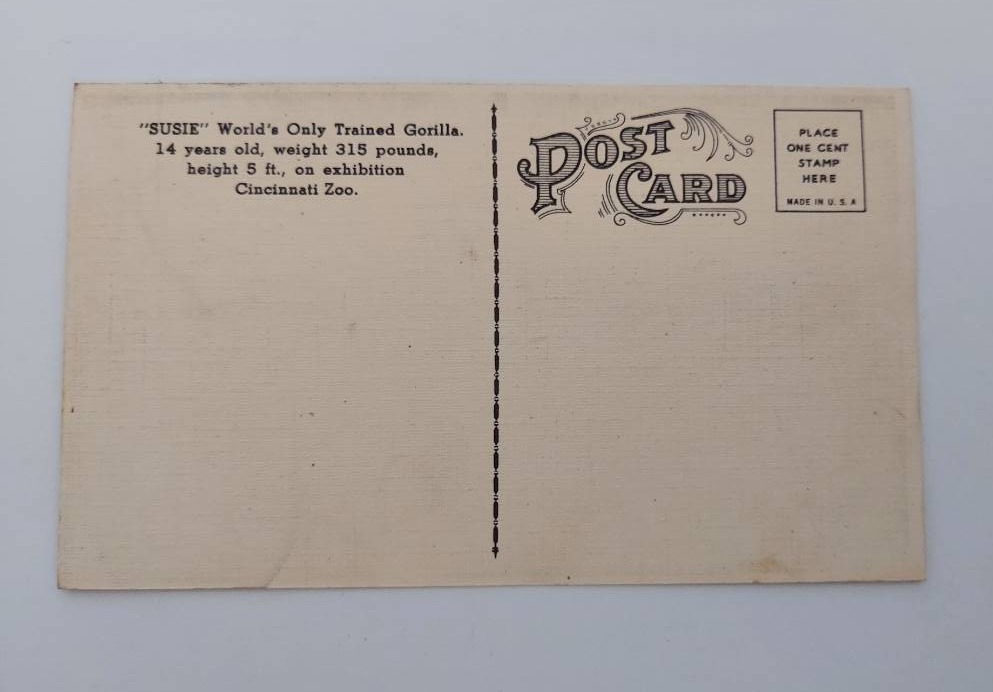 "SUSIE" World's Only Trained Gorilla.
14 years old, weight 315 pounds,
height 5 ft., on exhibition
Cincinnati Zoo.
POST
CARD
PLACE
ONE CENT
STAMP
HERE
MADE IN U. S. A